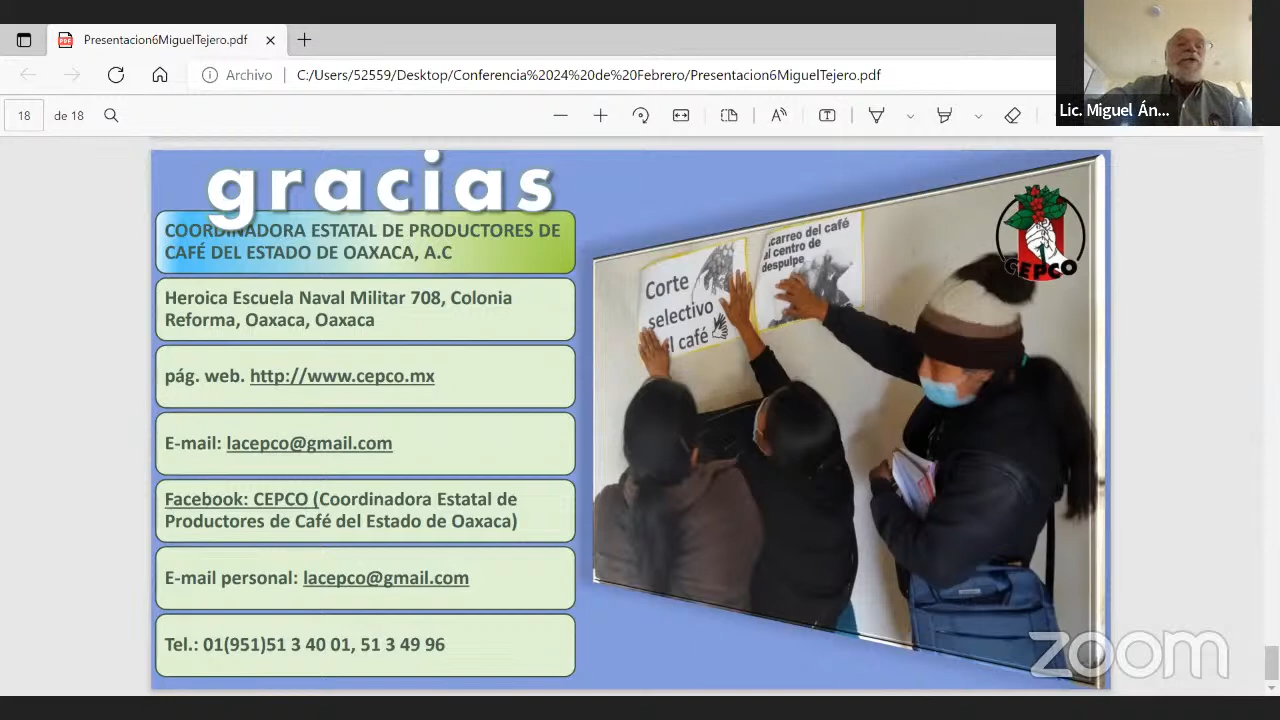 Presentacion6MiguelTejero.pdf
Archivo
C:/Users/52559/Desktop/Conferencia%2024%20de%20Febrero/Presentacion6MiguelTejero.pdf
Lic. Miguel Án...
18
de 18
gracias
COORDINADORA ESTATAL DE PRODUCTORES DE
CAFÉ DEL ESTADO DE OAXACA, A.C
Heroica Escuela Naval Militar 708, Colonia
Reforma, Oaxaca, Oaxaca
pág. web. http://www.cepco.mx
E-mail: lacepco@gmail.com
Facebook: CEPCO (Coordinadora Estatal de
Productores de Café del Estado de Oaxaca)
E-mail personal: lacepco@gmail.com
Tel.: 01(951)51 3 40 01, 51 3 49 96
Corte
selectivo
café
carreo del café
al centro de
despulpe
CEPCO
zoom